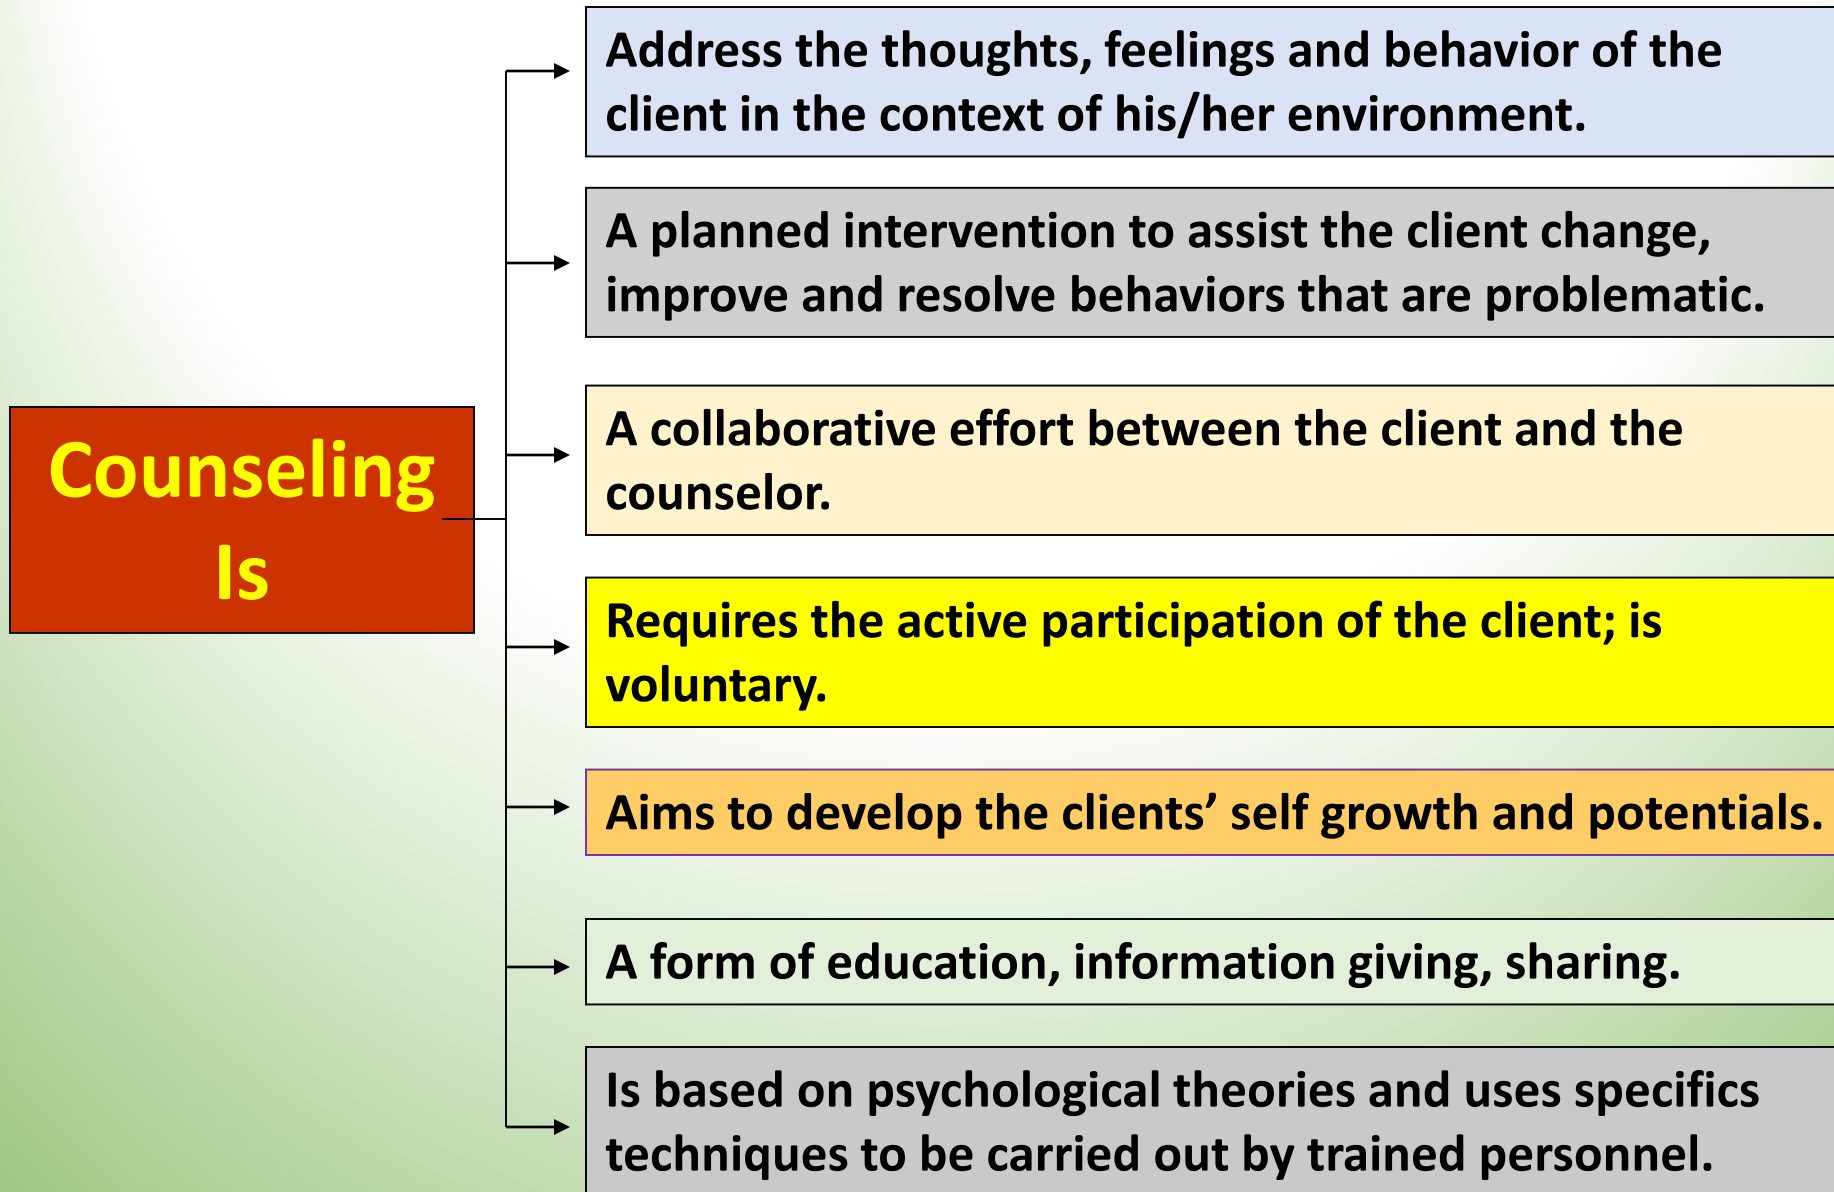 Address the thoughts, feelings and behavior of the
client in the context of his/her environment.
A planned intervention to assist the client change,
improve and resolve behaviors that are problematic.
A collaborative effort between the client and the
counselor.
Counseling
Is
Requires the active participation of the client; is
voluntary.
Aims to develop the clients’ self growth and potentials.
A form of education, information giving, sharing.
Is based on psychological theories and uses specifics
techniques to be carried out by trained personnel.